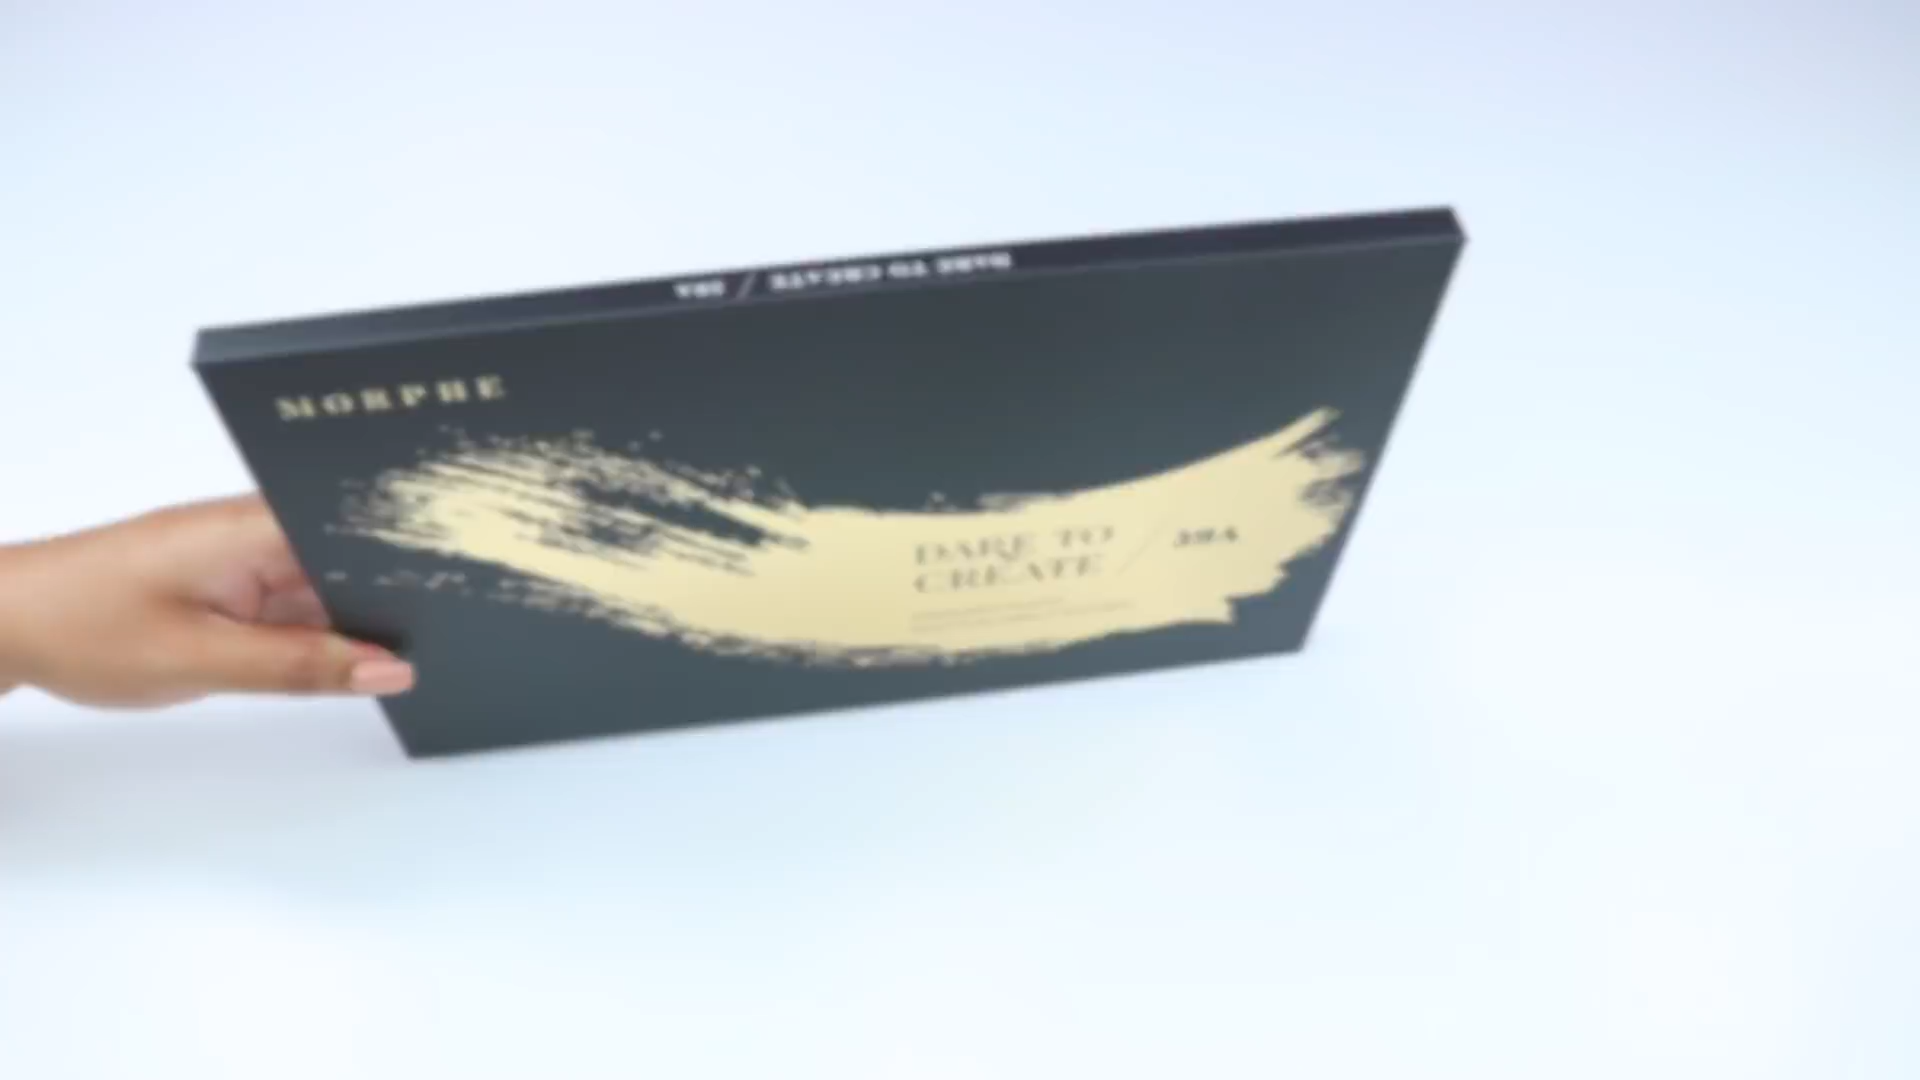 DARE TO CREATE / 39A
MORPHE
DARE TO / 39A
CREATE